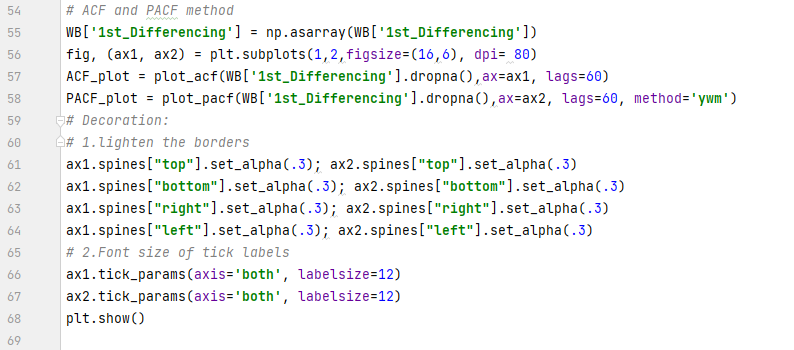 54 # ACF and PACF method
55 WB['1st_Differencing'] = np.asarray(WB['1st_Differencing'])
56 fig, (ax1, ax2) = plt.subplots(1,2,figsize=(16,6), dpi= 80)
57 ACF_plot = plot_acf(WB['1st_Differencing'].dropna(),ax=ax1, lags=60)
58 PACF_plot = plot_pacf(WB['1st_Differencing'].dropna(),ax=ax2, lags=60, method='ywm')
59 # Decoration:
60 # 1.lighten the borders
61 ax1.spines["top"].set_alpha(.3); ax2.spines["top"].set_alpha(.3)
62 ax1.spines["bottom"].set_alpha(.3); ax2.spines["bottom"].set_alpha(.3)
63 ax1.spines["right"].set_alpha(.3); ax2.spines["right"].set_alpha(.3)
64 ax1.spines["left"].set_alpha(.3); ax2.spines["left"].set_alpha(.3)
65 # 2.Font size of tick labels
66 ax1.tick_params(axis='both', labelsize=12)
67 ax2.tick_params(axis='both', labelsize=12)
68 plt.show()
69